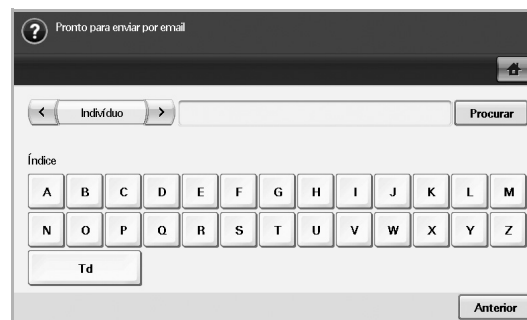 ? Pronto para enviar por email
< Indivíduo > Procurar
Índice
A B C D E F G H I J K L M
N O P Q R S T U V W X Y Z
Td
Anterior